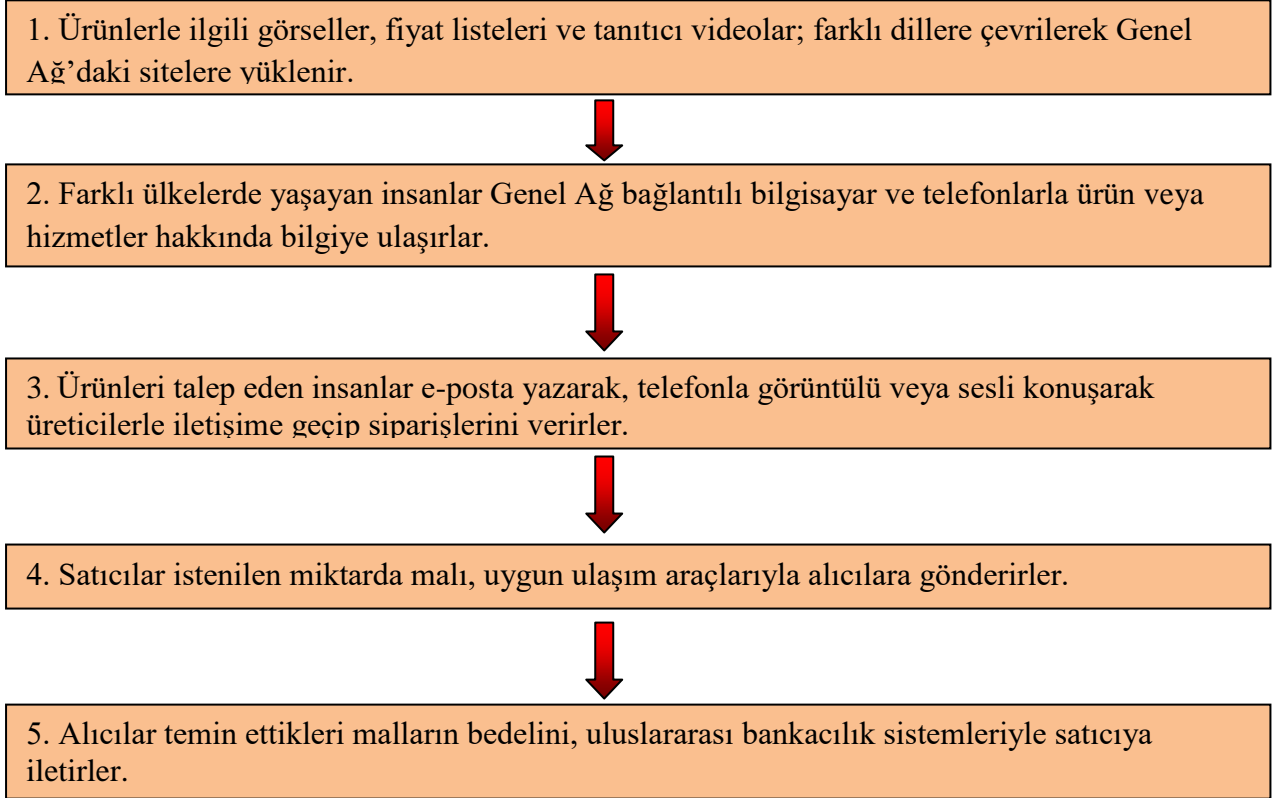 1. Ürünlerle ilgili görseller, fiyat listeleri ve tanıtıcı videolar; farklı dillere çevrilerek Genel
Ağ’daki sitelere yüklenir.
2. Farklı ülkelerde yaşayan insanlar Genel Ağ bağlantılı bilgisayar ve telefonlarla ürün veya
hizmetler hakkında bilgiye ulaşırlar.
3. Ürünleri talep eden insanlar e-posta yazarak, telefonla görüntülü veya sesli konuşarak
üreticilerle iletişime geçip siparişlerini verirler.
4. Satıcılar istenilen miktarda malı, uygun ulaşım araçlarıyla alıcılara gönderirler.
5. Alıcılar temin ettikleri malların bedelini, uluslararası bankacılık sistemleriyle satıcıya
iletirler.